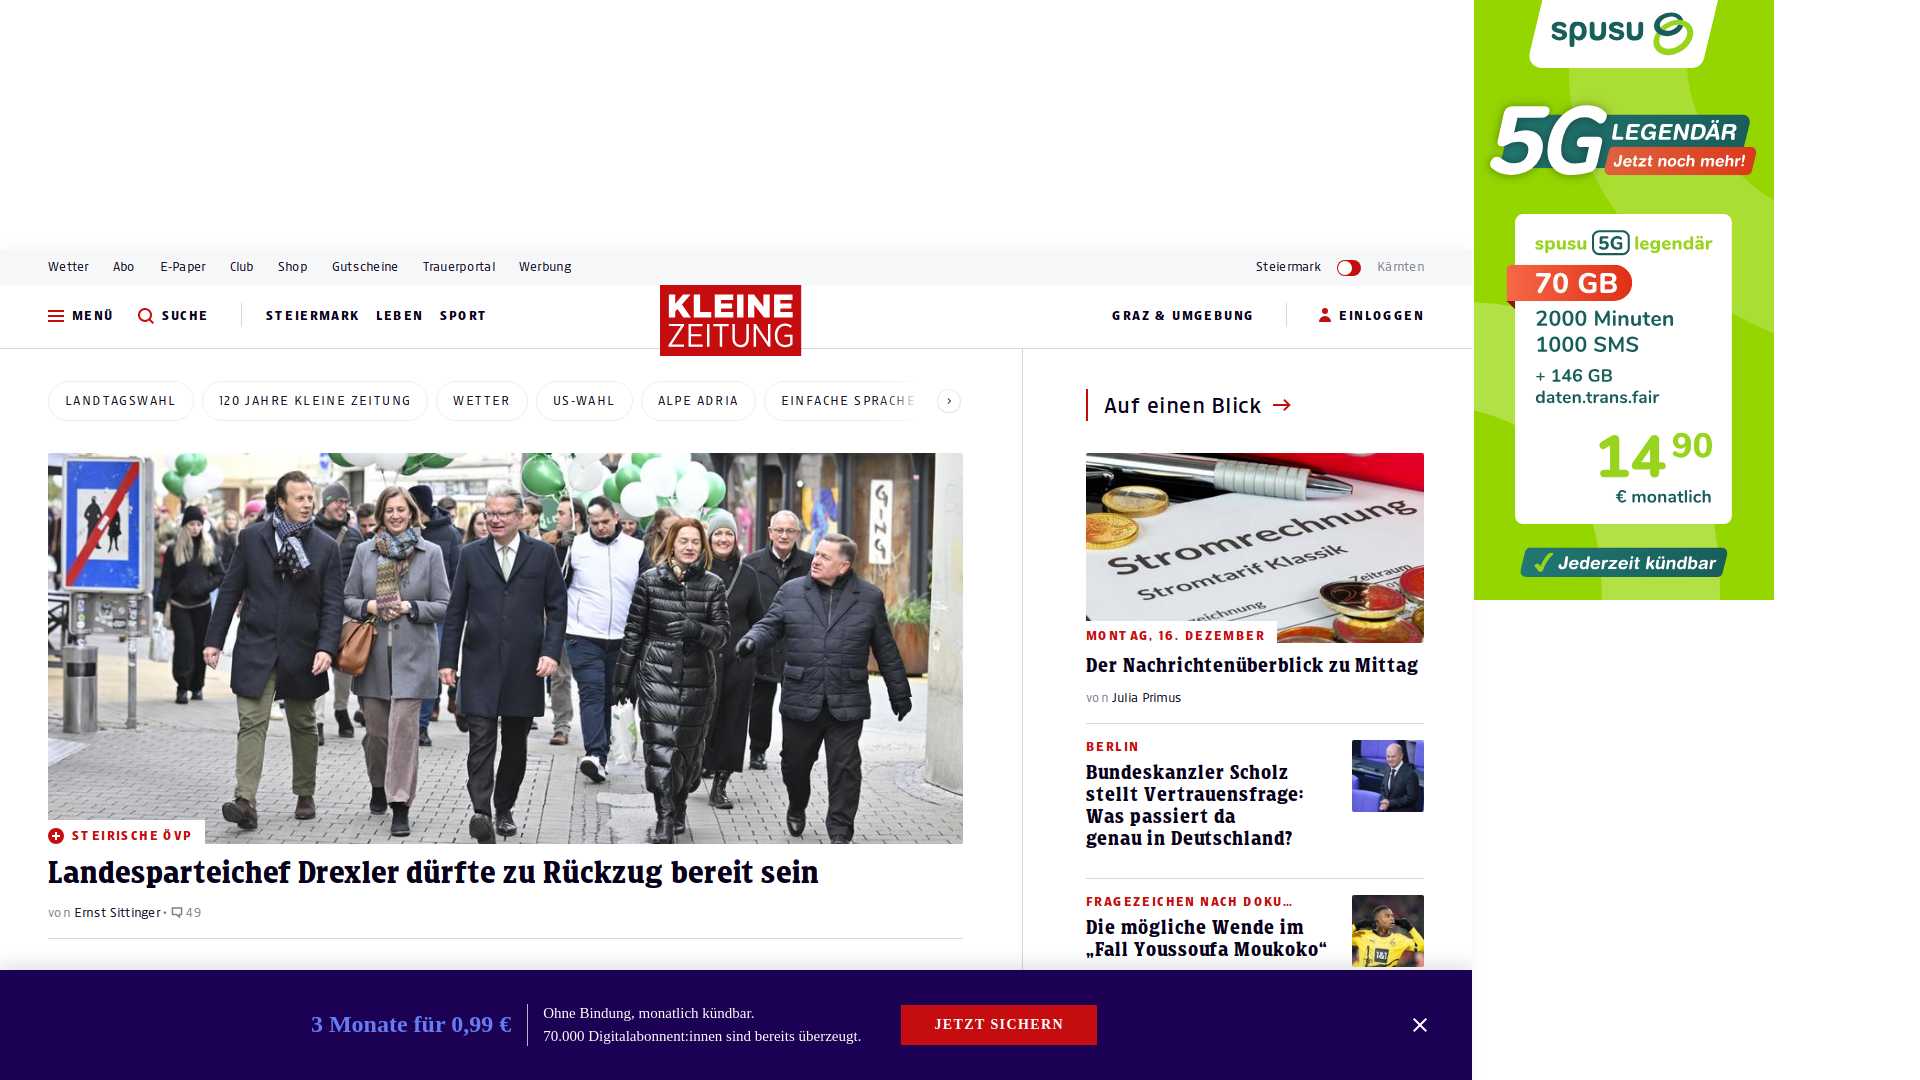 spusu
5G LEGENDÄR
Jetzt noch mehr!
spusu 5G legendär
70 GB
2000 Minuten
1000 SMS
+ 146 GB
daten.trans.fair
14 90
€ monatlich
Jederzeit kündbar
Wetter Abo E-Paper Club Shop Gutscheine Trauerportal Werbung Steiermark Kärnten
MENÜ SUCHE STEIERMARK LEBEN SPORT KLEINE ZEITUNG GRAZ & UMGEBUNG EINLOGGEN
LANDTAGSWAHL 120 JAHRE KLEINE ZEITUNG WETTER US-WAHL ALPE ADRIA EINFACHE SPRACHE
GING
STEIRISCHE ÖVP
Landesparteichef Drexler dürfte zu Rückzug bereit sein
von Ernst Sittinger • 49
Auf einen Blick
Stromrechnung
Stromtarif Klassik
Zeitraum
MONTAG, 16. DEZEMBER
Der Nachrichtenüberblick zu Mittag
von Julia Primus
BERLIN
Bundeskanzler Scholz
stellt Vertrauensfrage:
Was passiert da
genau in Deutschland?
FRAGEZEICHEN NACH DOKU…
Die mögliche Wende im
„Fall Youssoufa Moukoko“
3 Monate für 0,99 €
Ohne Bindung, monatlich kündbar.
70.000 Digitalabonnent:innen sind bereits überzeugt.
JETZT SICHERN